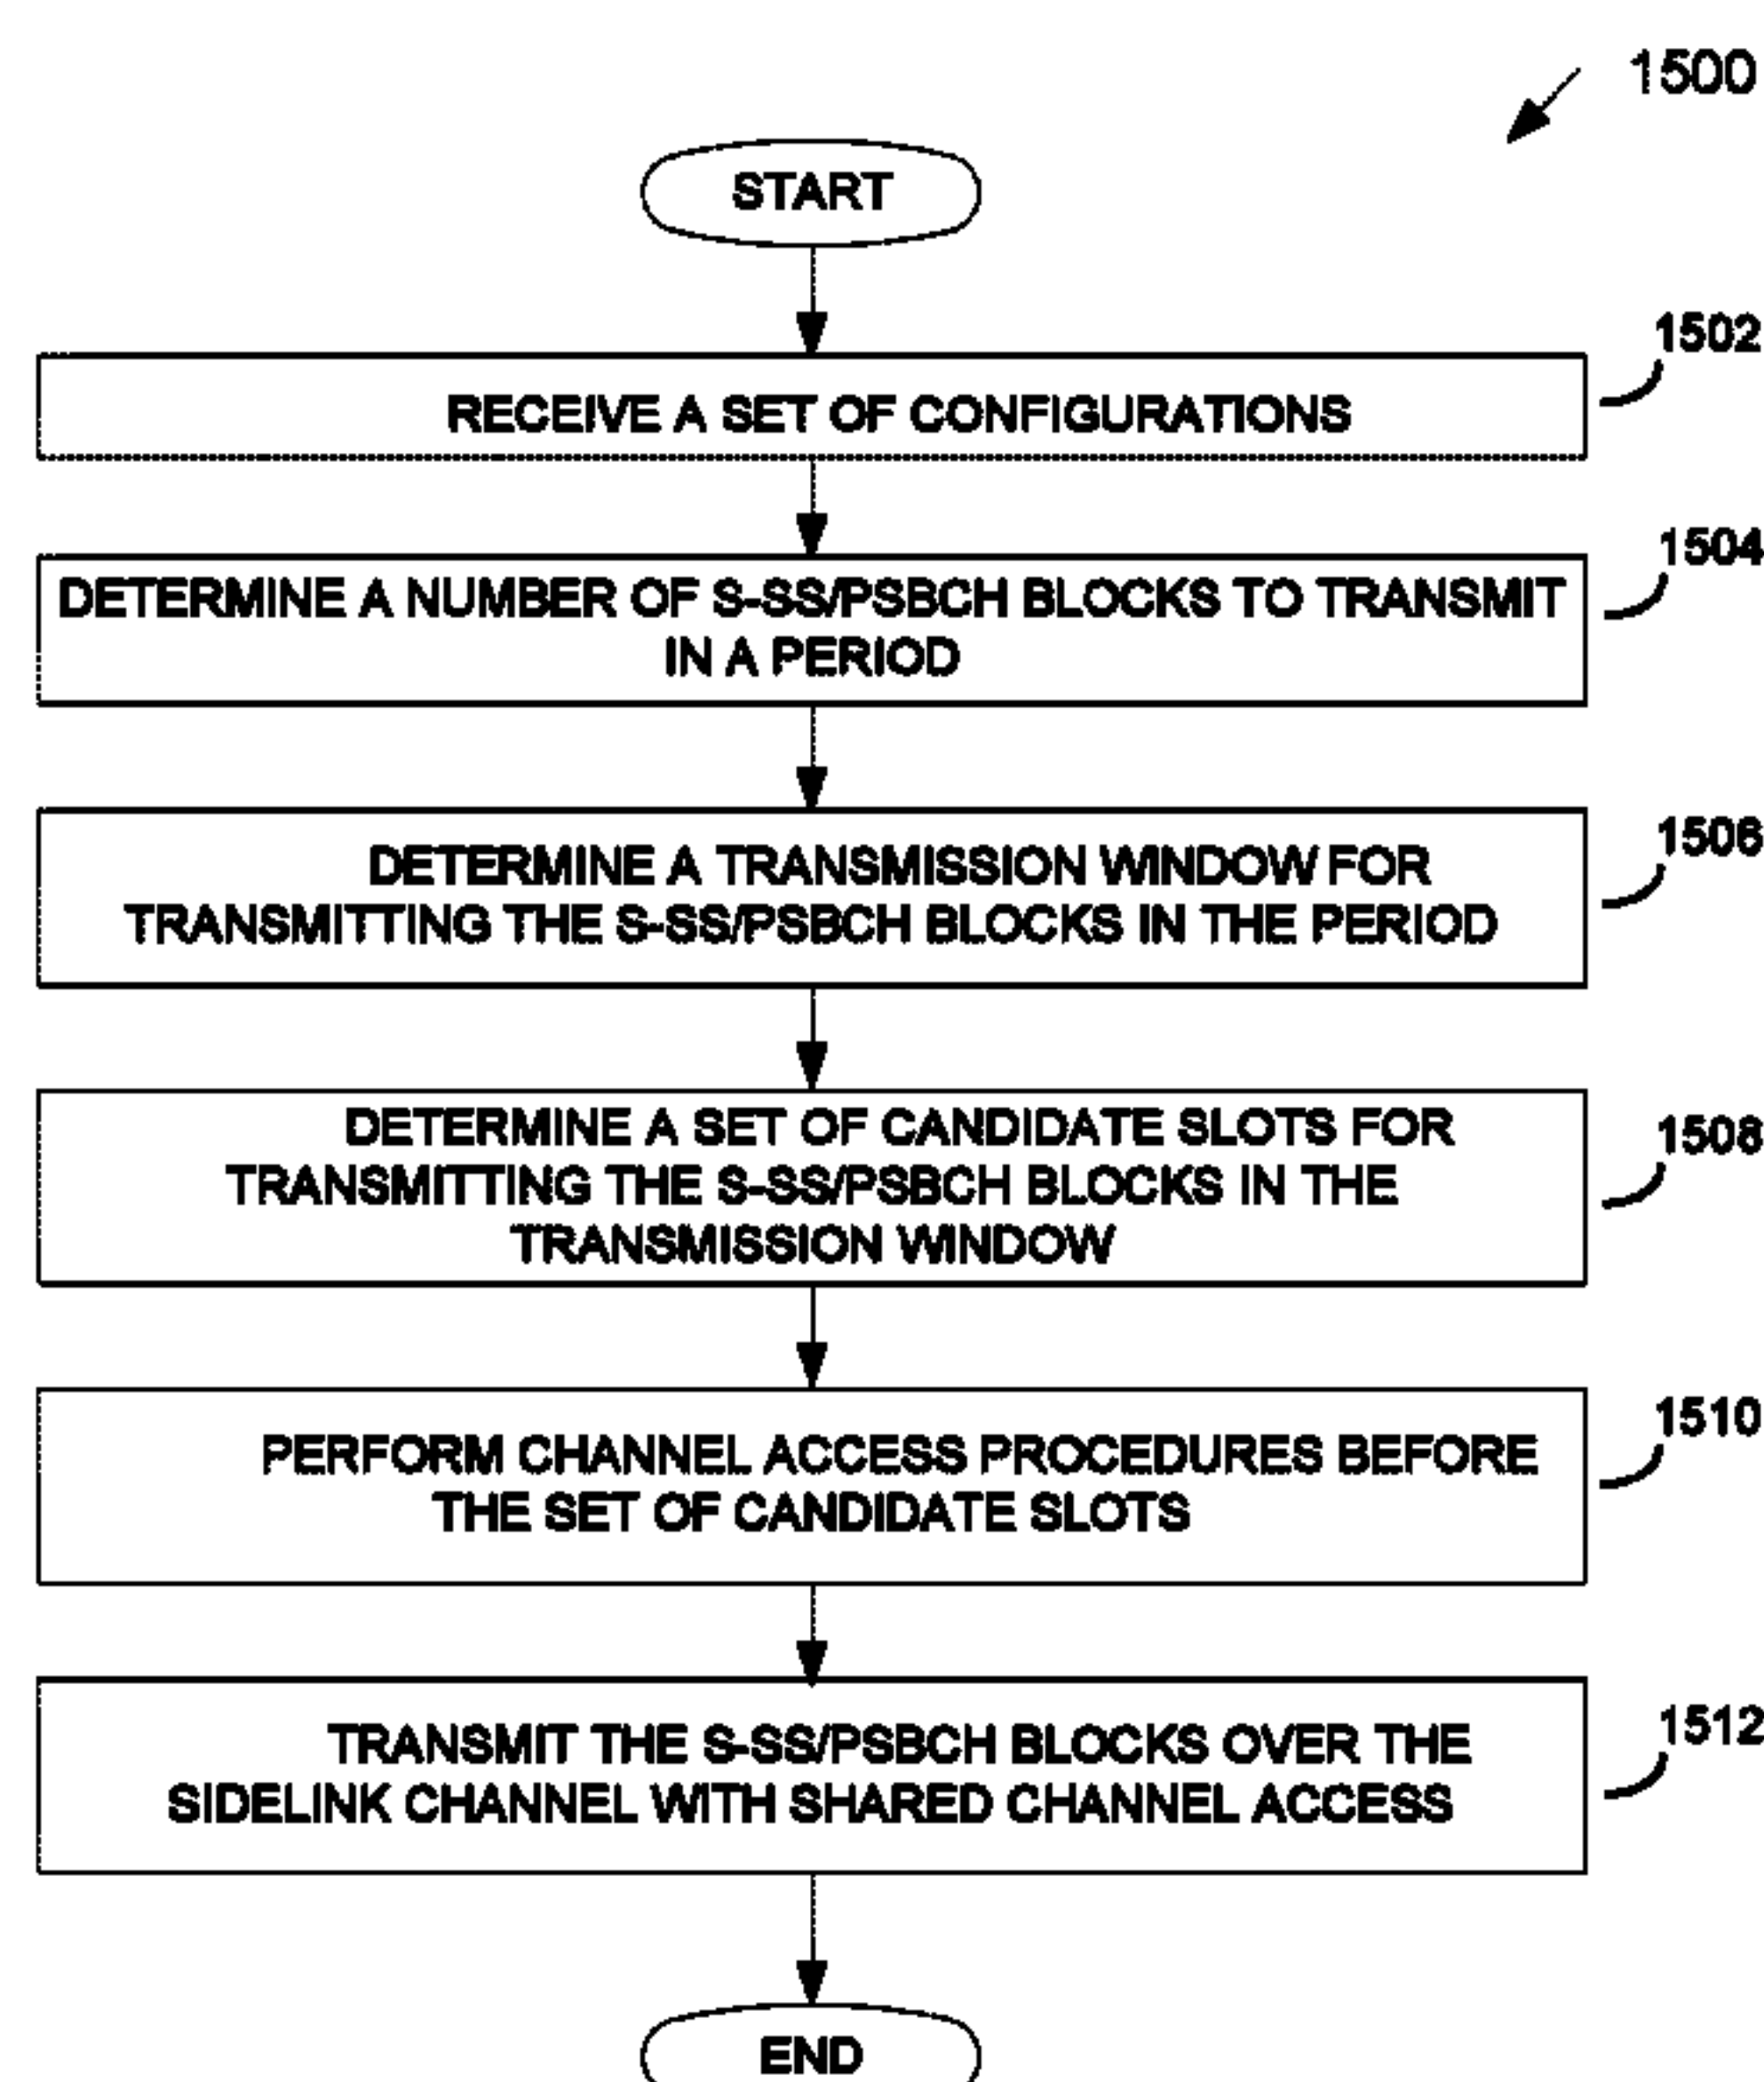 1500
START
1502
RECEIVE A SET OF CONFIGURATIONS
1504
DETERMINE A NUMBER OF S-SS/PSBCH BLOCKS TO TRANSMIT
IN A PERIOD
1506
DETERMINE A TRANSMISSION WINDOW FOR
TRANSMITTING THE S-SS/PSBCH BLOCKS IN THE PERIOD
1508
DETERMINE A SET OF CANDIDATE SLOTS FOR
TRANSMITTING THE S-SS/PSBCH BLOCKS IN THE
TRANSMISSION WINDOW
1510
PERFORM CHANNEL ACCESS PROCEDURES BEFORE
THE SET OF CANDIDATE SLOTS
1512
TRANSMIT THE S-SS/PSBCH BLOCKS OVER THE
SIDELINK CHANNEL WITH SHARED CHANNEL ACCESS
END